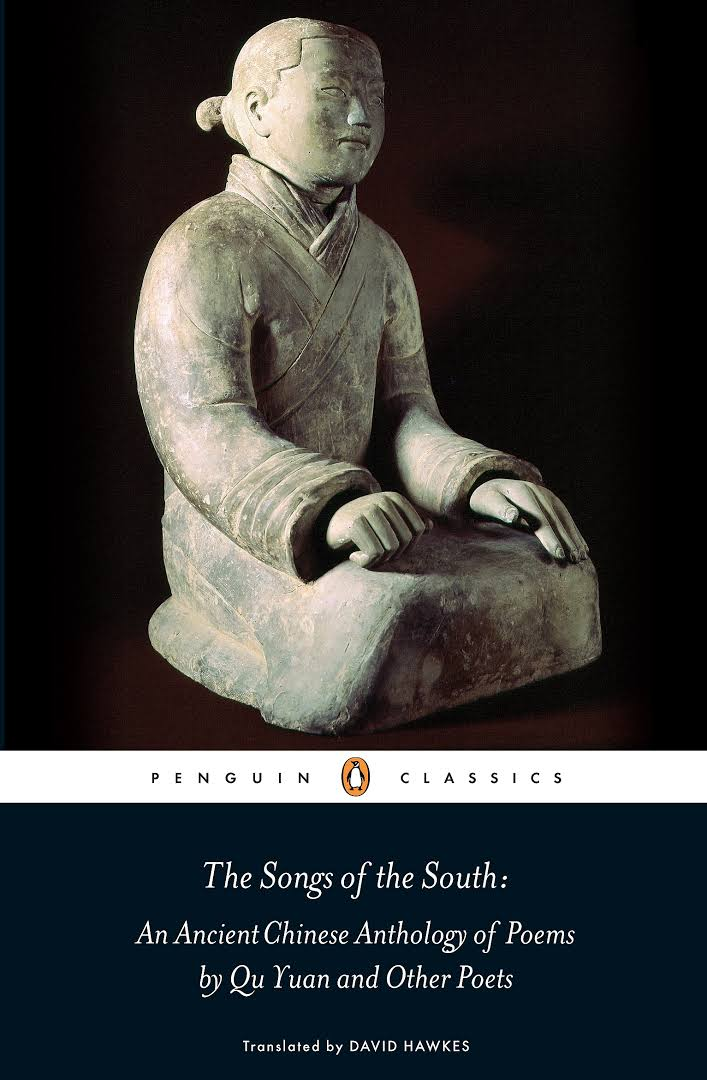 PENGUIN CLASSICS
The Songs of the South:
An Ancient Chinese Anthology of Poems
by Qu Yuan and Other Poets
Translated by DAVID HAWKES